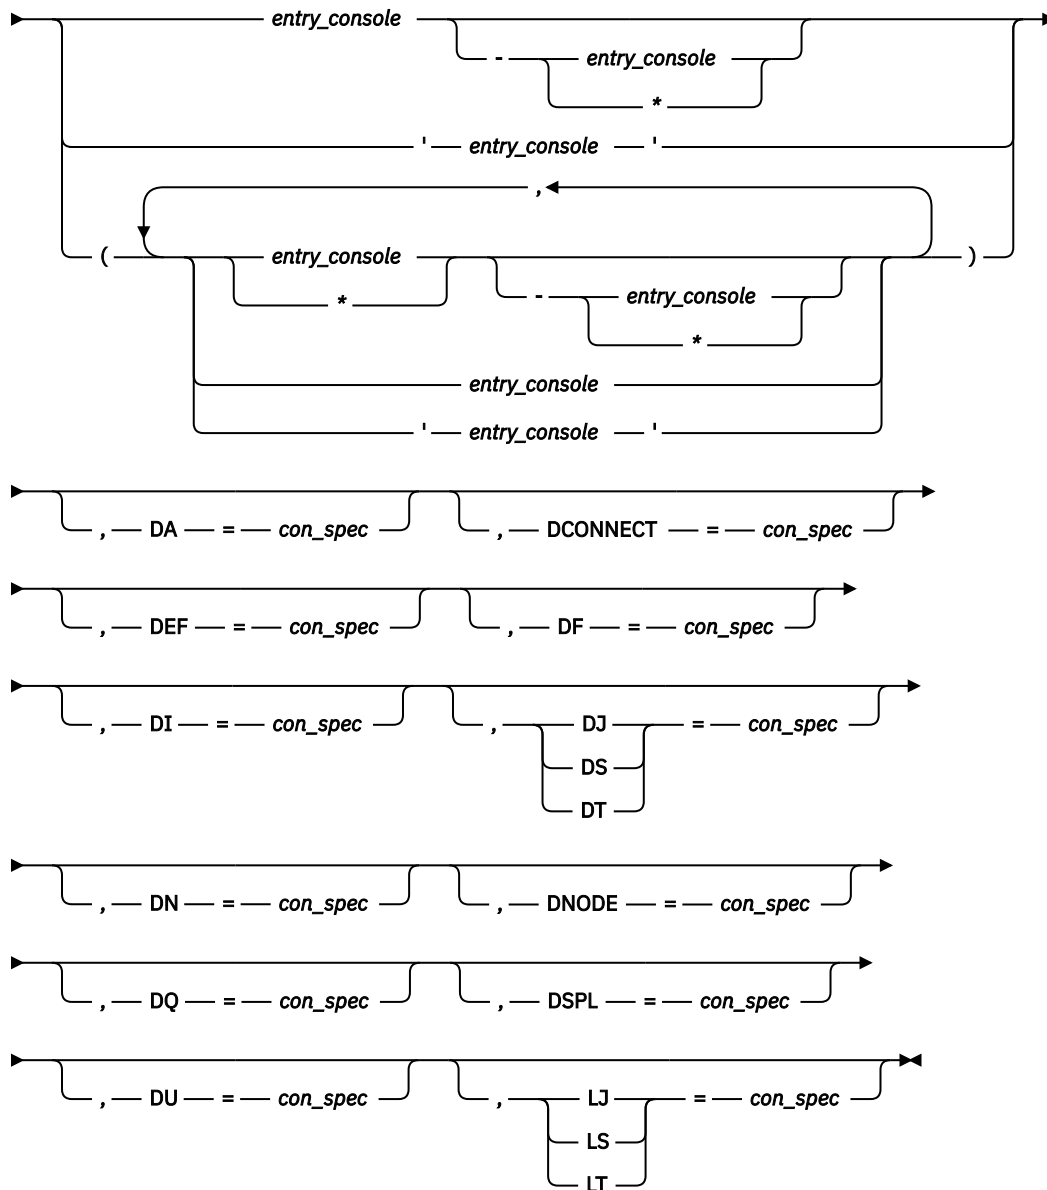 entry_console
- entry_console
*
' entry_console '
,
( entry_console )
- entry_console
*
*
entry_console
' entry_console '
, DA = con_spec , DCONNECT = con_spec
, DEF = con_spec , DF = con_spec
, DI = con_spec , DJ = con_spec
DS
DT
, DN = con_spec , DNODE = con_spec
, DQ = con_spec , DSPL = con_spec
, DU = con_spec , LJ = con_spec
LS
LT